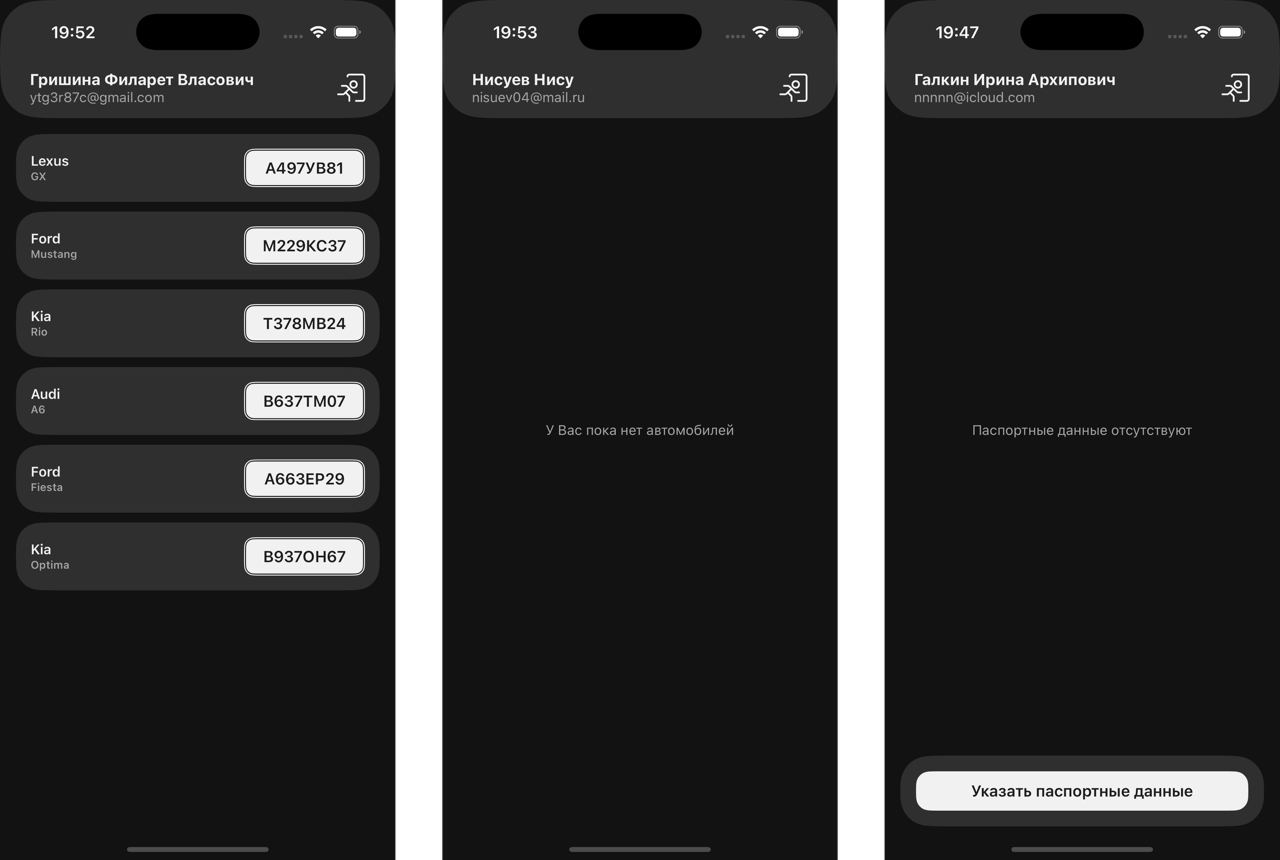 19:52
Гришина Филарет Власович
ytg3r87c@gmail.com
Lexus
GX
А497УВ81
Ford
Mustang
М229КС37
Kia
Rio
Т378МВ24
Audi
A6
В637ТМ07
Ford
Fiesta
А663ЕР29
Kia
Optima
В937ОН67
19:53
Нисуев Нису
nisuev04@mail.ru
У Вас пока нет автомобилей
19:47
Галкин Ирина Архипович
nnnnn@icloud.com
Паспортные данные отсутствуют
Указать паспортные данные